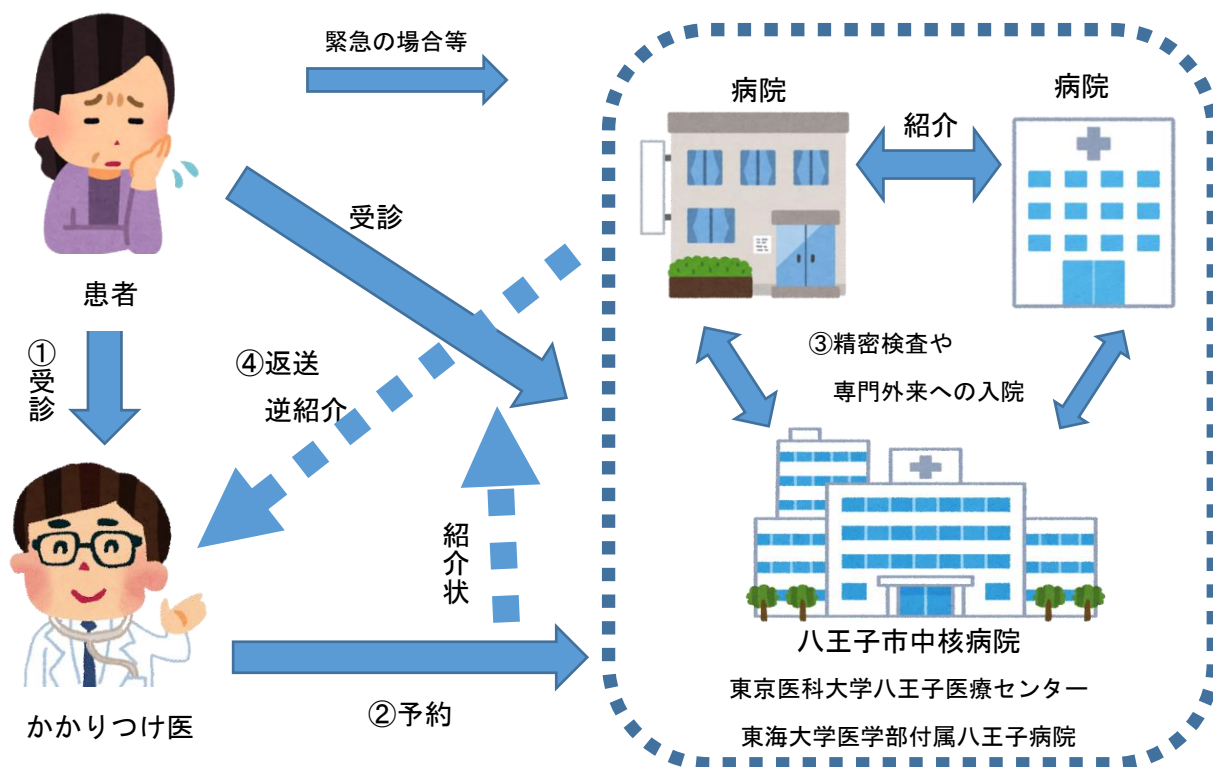 緊急の場合等
病院
病院
紹介
受診
患者
①受診
④返送
逆紹介
③精密検査や
専門外来への入院
紹介状
八王子市中核病院
東京医科大学八王子医療センター
東海大学医学部付属八王子病院
②予約
かかりつけ医